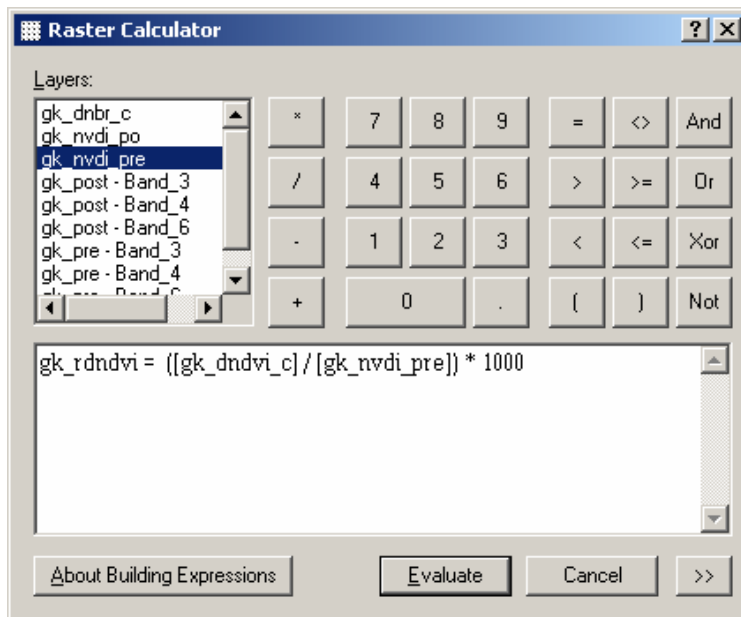 Raster Calculator
? X
Layers:
gk_dnbr_c
gk_nvdi_po
gk_nvdi_pre
gk_post - Band_3
gk_post - Band_4
gk_post - Band_6
gk_pre - Band_3
gk_pre - Band_4
* 7 8 9 = <> And
/ 4 5 6 > >= Or
- 1 2 3 < <= Xor
+ 0 . ( ) Not
gk_rdndvi = ([gk_dndvi_c] / [gk_nvdi_pre]) * 1000
About Building Expressions
Evaluate
Cancel
>>